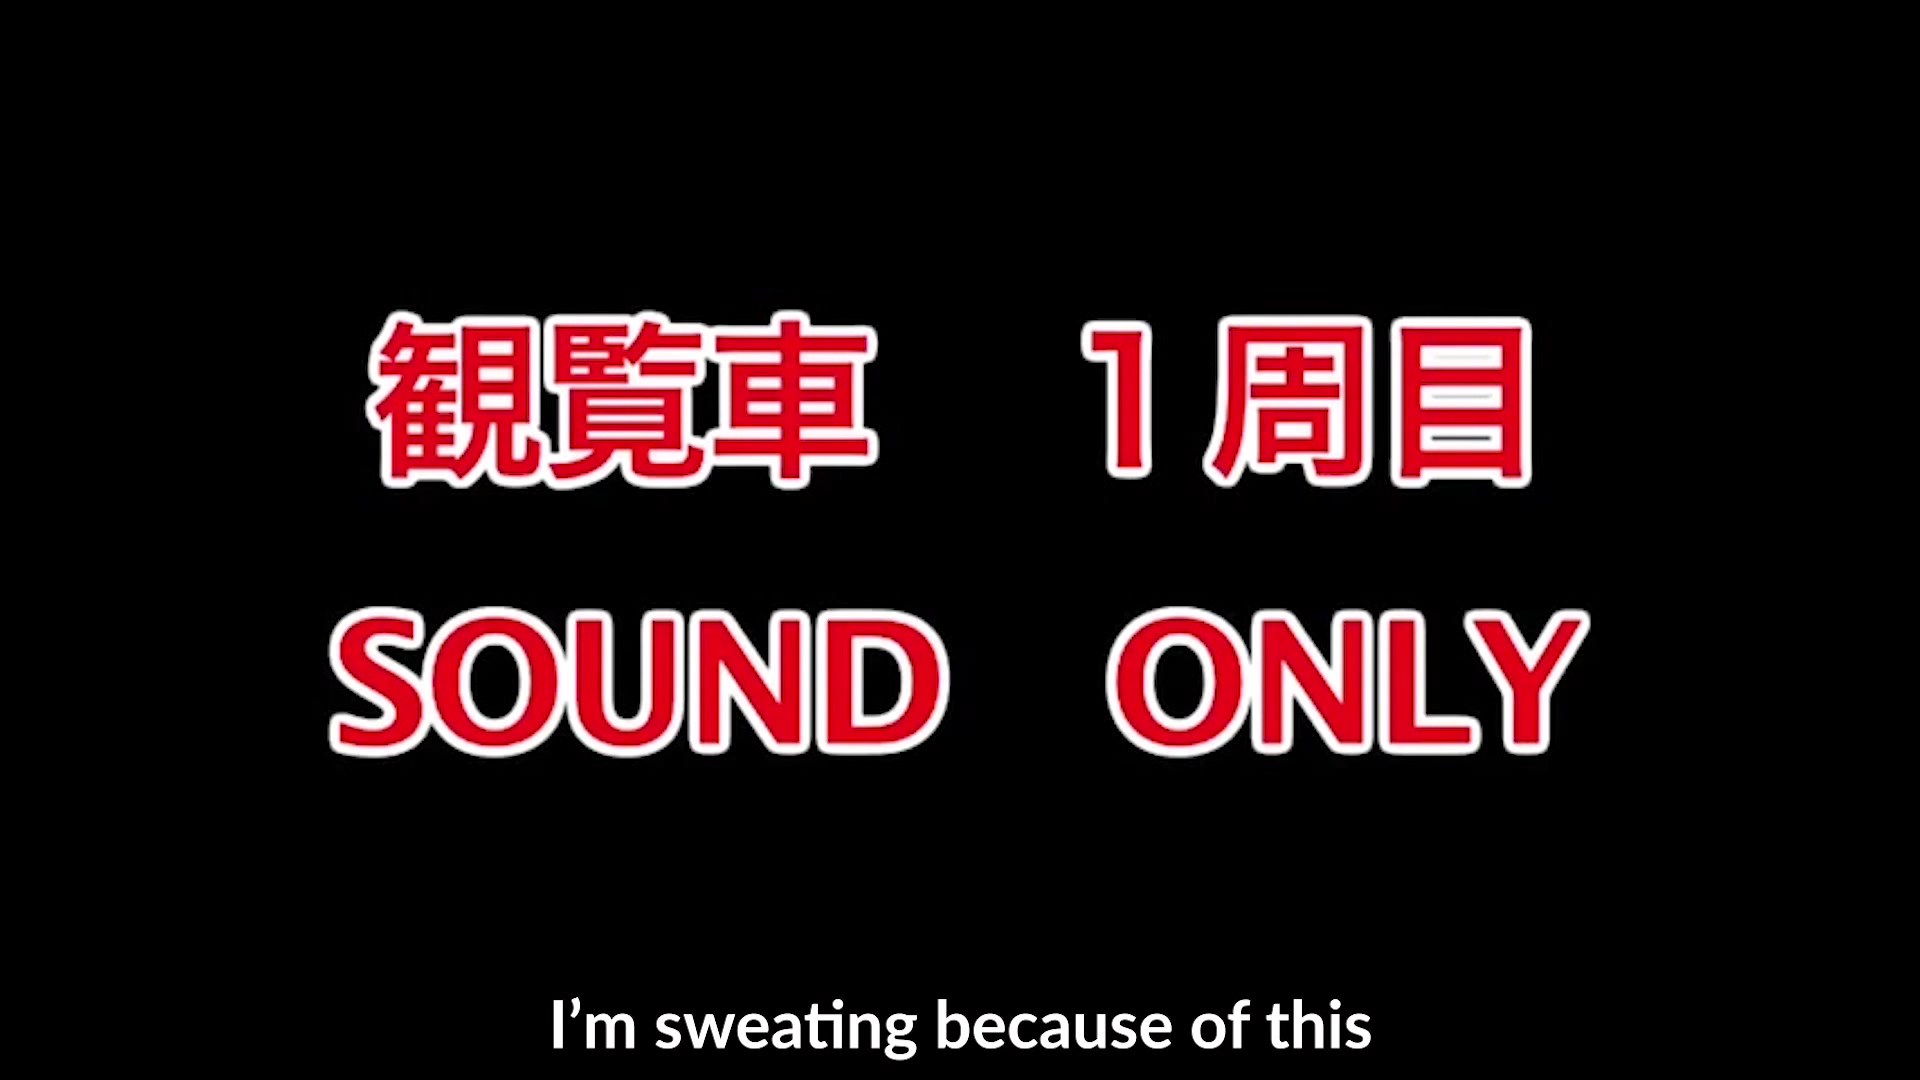 観覧車　１周目
SOUND　ONLY
I’m sweating because of this